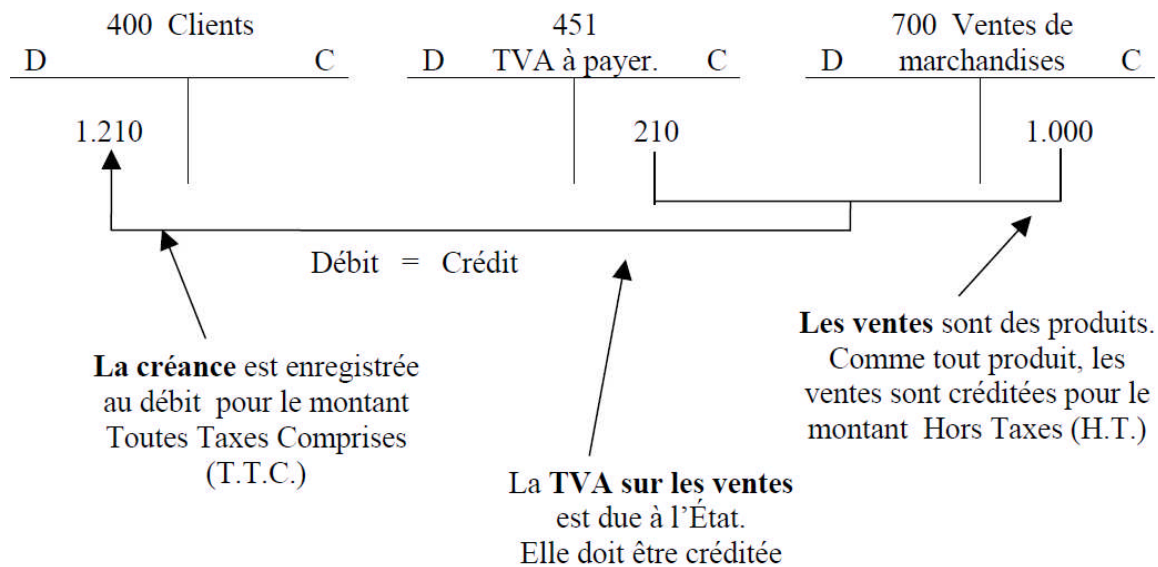 400 Clients
D C
451
D TVA à payer. C
700 Ventes de
D marchandises C
1.210
210
1.000
Débit = Crédit
La créance est enregistrée
au débit pour le montant
Toutes Taxes Comprises
(T.T.C.)
La TVA sur les ventes
est due à l’État.
Elle doit être créditée
Les ventes sont des produits.
Comme tout produit, les
ventes sont créditées pour le
montant Hors Taxes (H.T.)